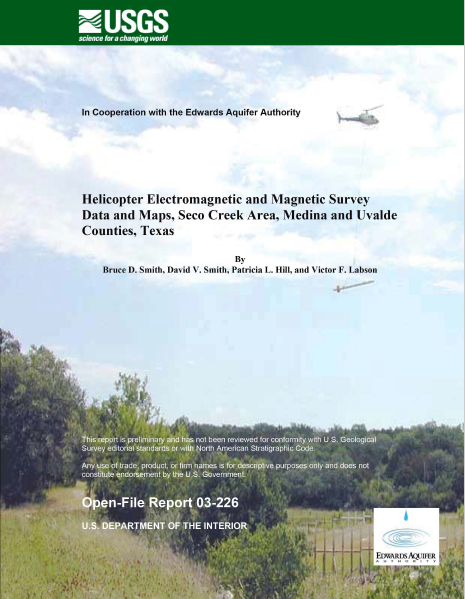 USGS
science for a changing world
In Cooperation with the Edwards Aquifer Authority
Helicopter Electromagnetic and Magnetic Survey
Data and Maps, Seco Creek Area, Medina and Uvalde
Counties, Texas
By
Bruce D. Smith, David V. Smith, Patricia L. Hill, and Victor F. Labson
This report is preliminary and has not been reviewed for conformity with U.S. Geological
Survey editorial standards or with North American Stratigraphic Code.
Any use of trade, product, or firm names is for descriptive purposes only and does not
constitute endorsement by the U.S. Government.
Open-File Report 03-226
U.S. DEPARTMENT OF THE INTERIOR
EDWARDS AQUIFER
AUTHORITY